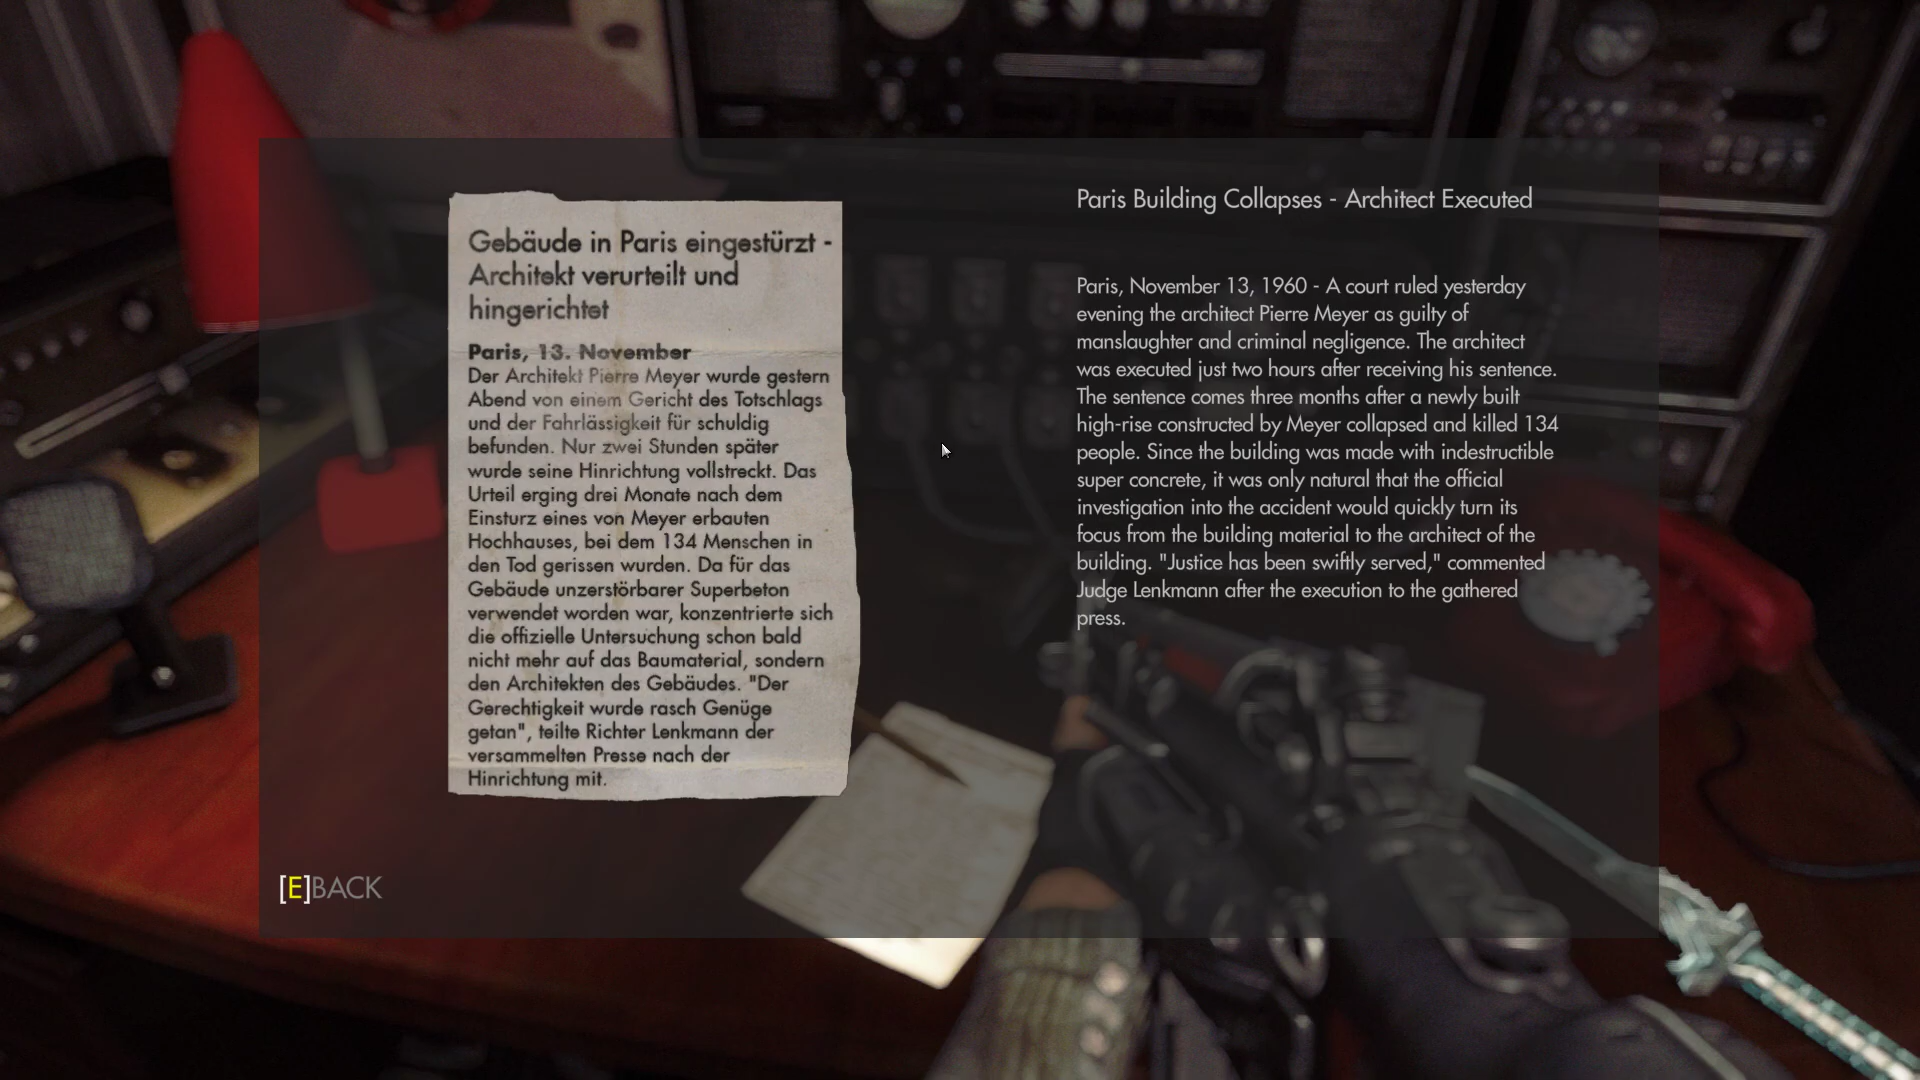 Gebäude in Paris eingestürzt -
Architekt verurteilt und
hingerichtet
Paris, 13. November
Der Architekt Pierre Meyer wurde gestern
Abend von einem Gericht des Totschlags
und der Fahrlässigkeit für schuldig
befunden. Nur zwei Stunden später
wurde seine Hinrichtung vollstreckt. Das
Urteil erging drei Monate nach dem
Einsturz eines von Meyer erbauten
Hochhauses, bei dem 134 Menschen in
den Tod gerissen wurden. Da für das
Gebäude unzerstörbarer Superbeton
verwendet worden war, konzentrierte sich
die offizielle Untersuchung schon bald
nicht mehr auf das Baumaterial, sondern
den Architekten des Gebäudes. "Der
Gerechtigkeit wurde rasch Genüge
getan", teilte Richter Lenkmann der
versammelten Presse nach der
Hinrichtung mit.
Paris Building Collapses - Architect Executed
Paris, November 13, 1960 - A court ruled yesterday
evening the architect Pierre Meyer as guilty of
manslaughter and criminal negligence. The architect
was executed just two hours after receiving his sentence.
The sentence comes three months after a newly built
high-rise constructed by Meyer collapsed and killed 134
people. Since the building was made with indestructible
super concrete, it was only natural that the official
investigation into the accident would quickly turn its
focus from the building material to the architect of the
building. "Justice has been swiftly served," commented
Judge Lenkmann after the execution to the gathered
press.
[E]BACK